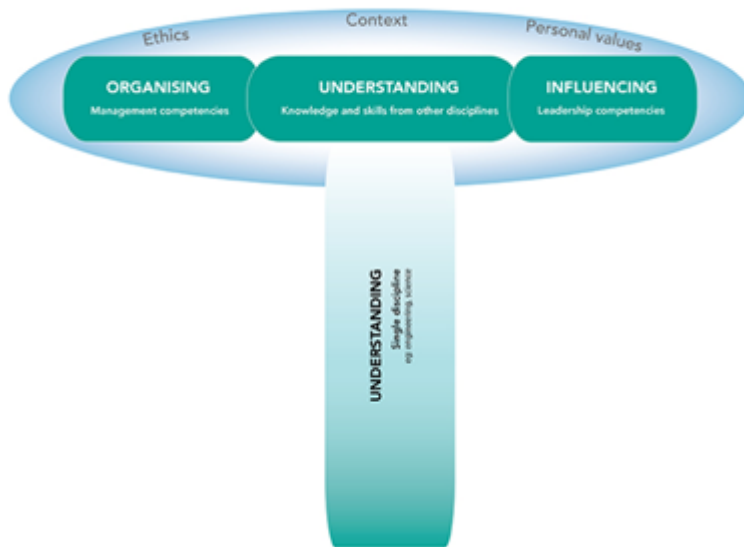 Ethics
Context
Personal values
ORGANISING
Management competencies
UNDERSTANDING
Knowledge and skills from other disciplines
INFLUENCING
Leadership competencies
UNDERSTANDING
Single discipline
eg: engineering, science